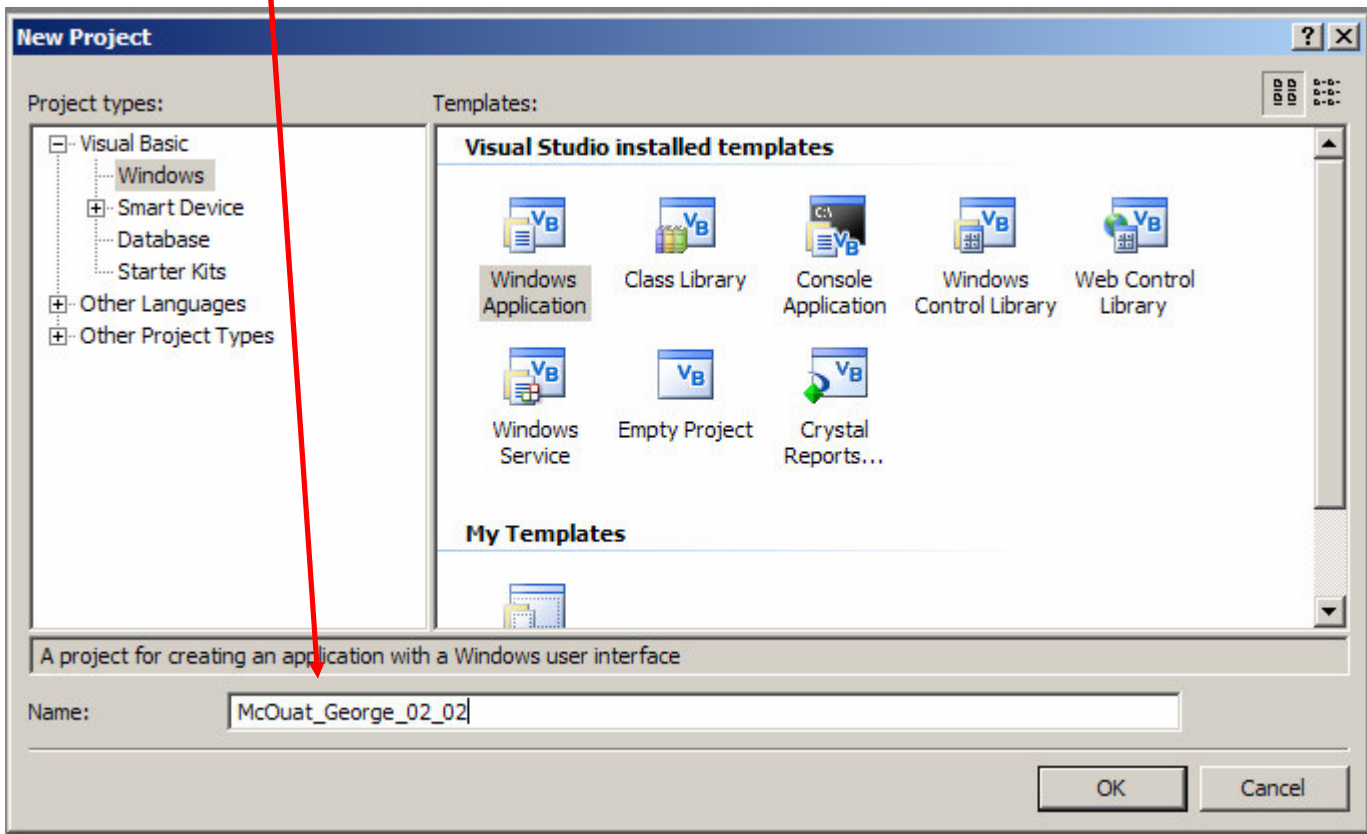 New Project
Project types:
Templates:
Visual Basic
Windows
Smart Device
Database
Starter Kits
Other Languages
Other Project Types
Visual Studio installed templates
Windows
Application
Class Library
Console
Application
Windows
Control Library
Web Control
Library
Windows
Service
Empty Project
Crystal
Reports...
My Templates
A project for creating an application with a Windows user interface
Name:
McOuat_George_02_02
OK
Cancel